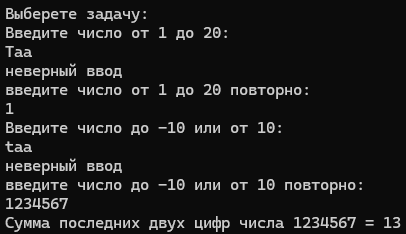 Выберете задачу:
Введите число от 1 до 20:
Taa
неверный ввод
введите число от 1 до 20 повторно:
1
Введите число до -10 или от 10:
taa
неверный ввод
введите число до -10 или от 10 повторно:
1234567
Сумма последних двух цифр числа 1234567 = 13